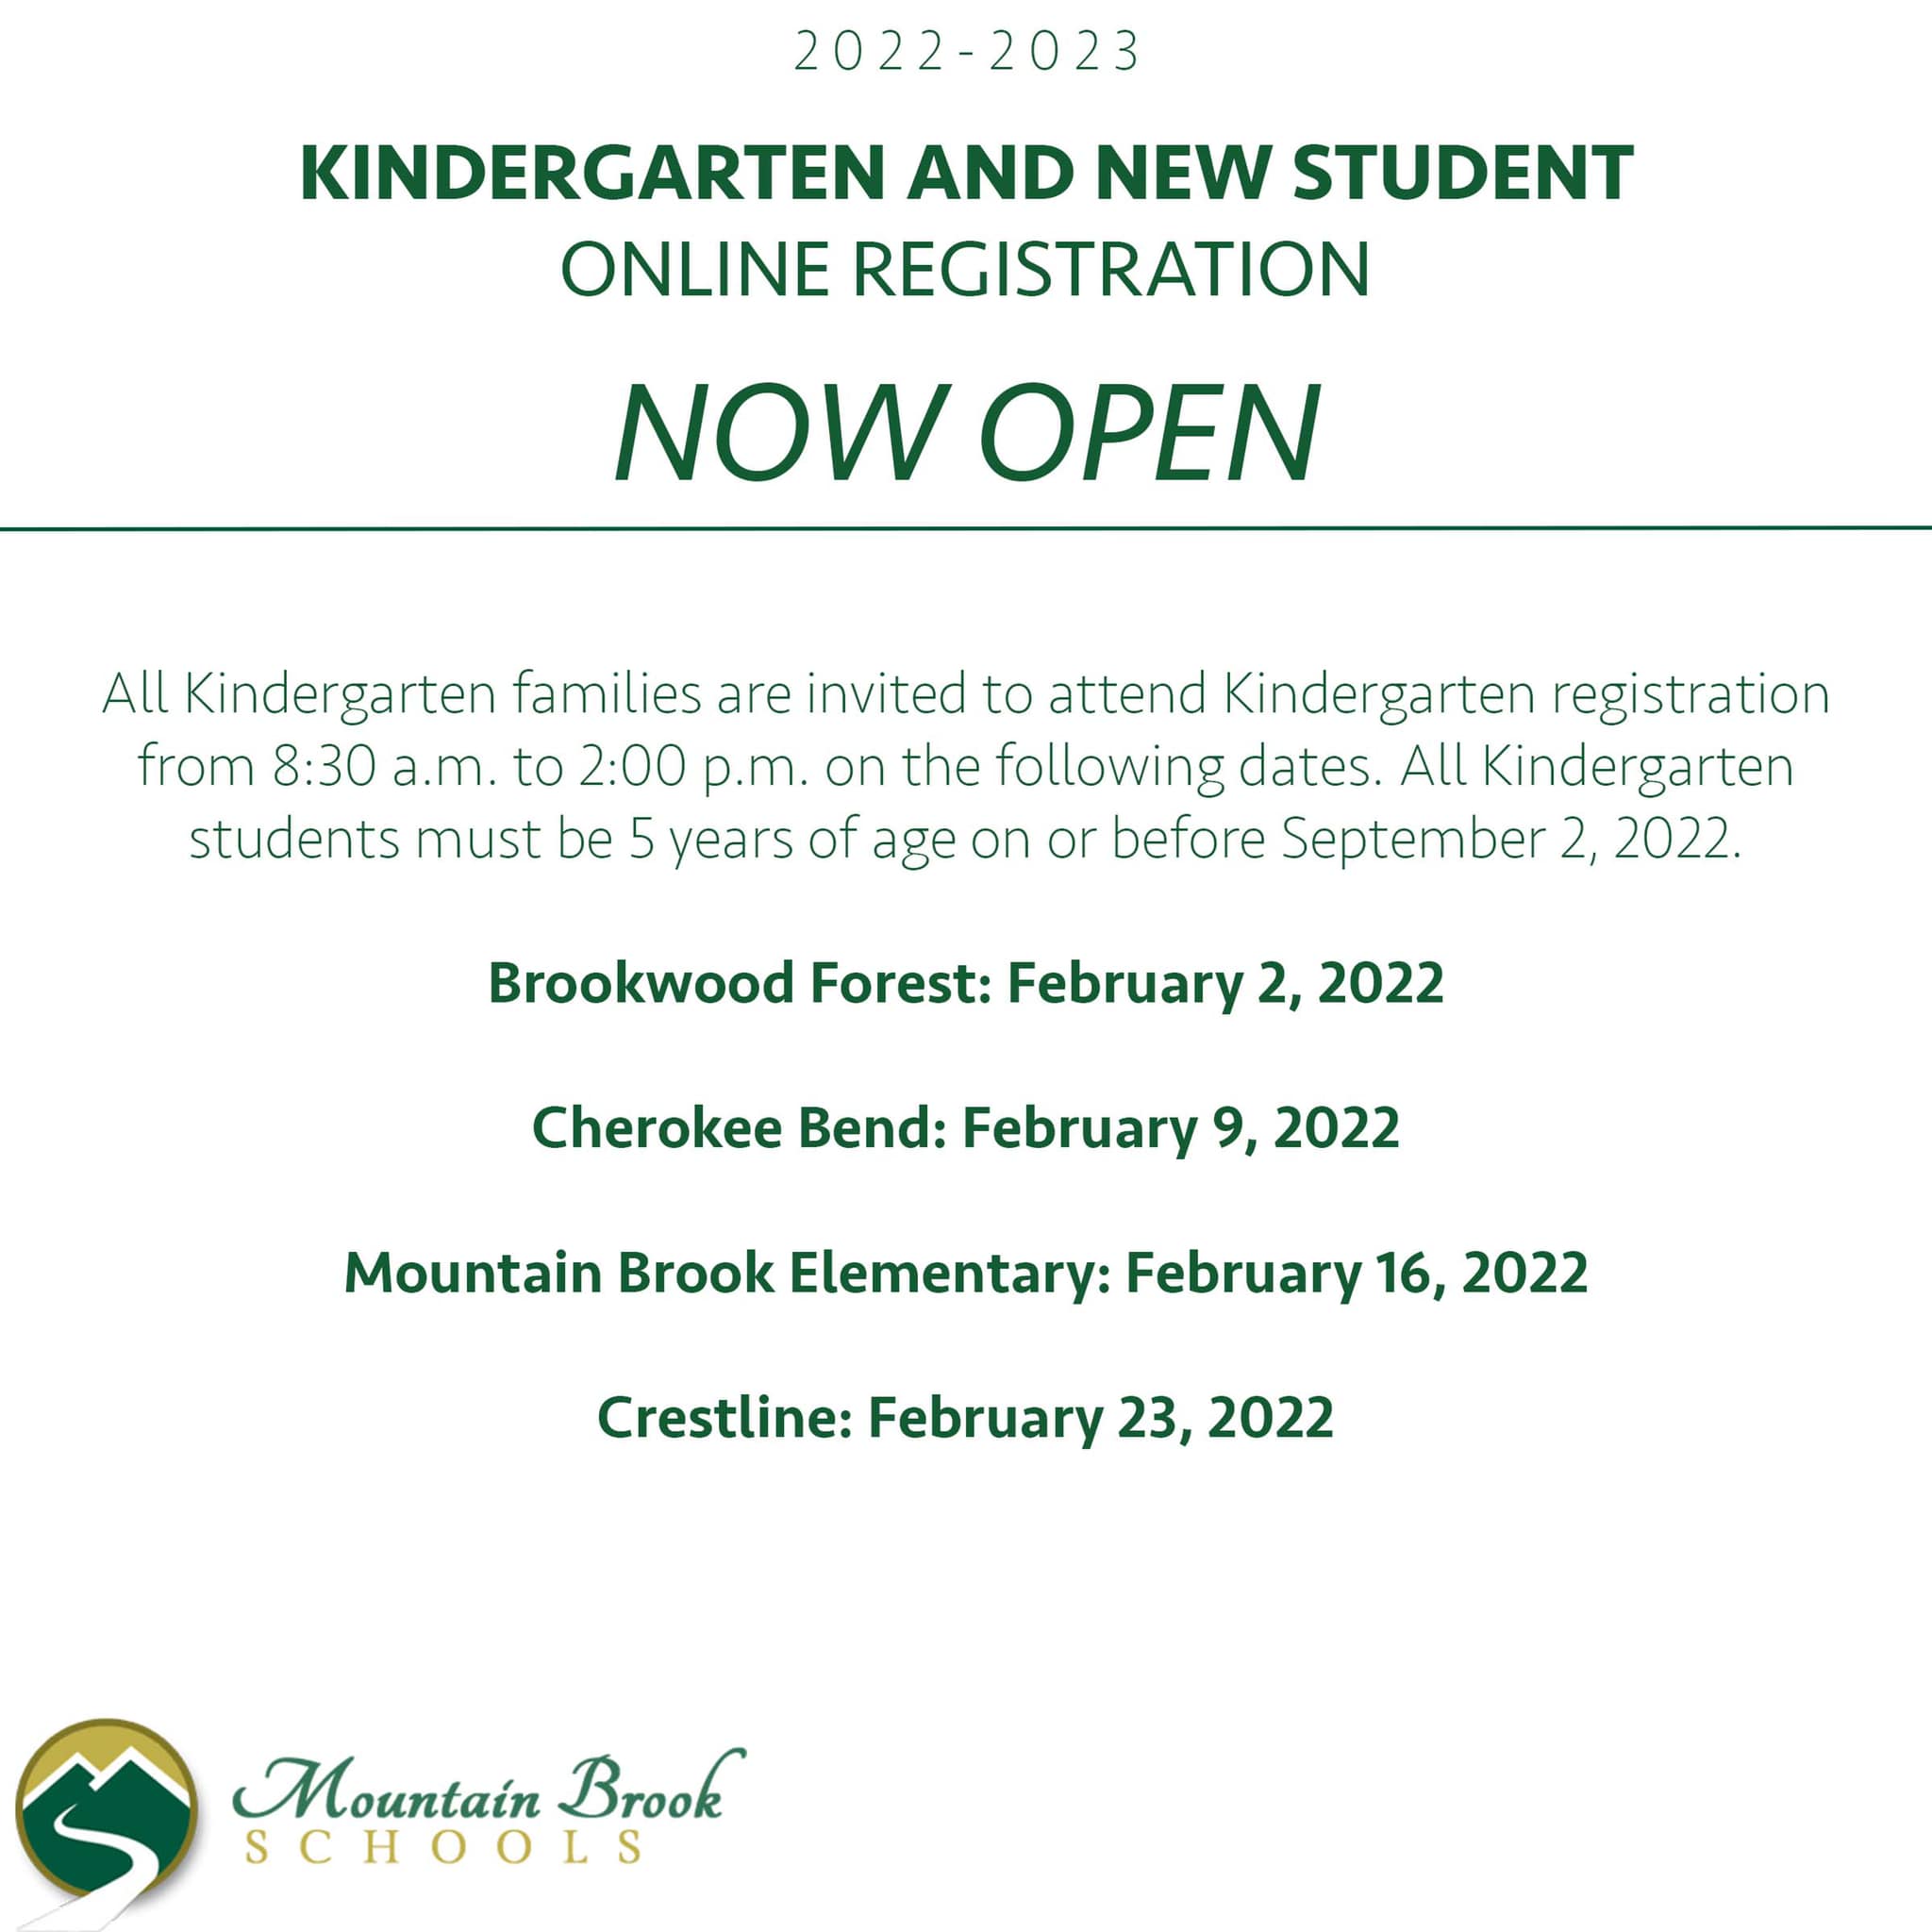 2022-2023
KINDERGARTEN AND NEW STUDENT
ONLINE REGISTRATION
NOW OPEN
All Kindergarten families are invited to attend Kindergarten registration
from 8:30 a.m. to 2:00 p.m. on the following dates. All Kindergarten
students must be 5 years of age on or before September 2, 2022.
Brookwood Forest: February 2, 2022
Cherokee Bend: February 9, 2022
Mountain Brook Elementary: February 16, 2022
Crestline: February 23, 2022
Mountain Brook
SCHOOLS